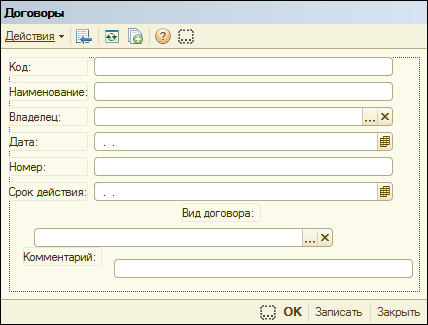 Договоры
Действия
Код:
Наименование:
Владелец: ... ×
Дата: . .
Номер:
Срок действия: . .
Вид договора:
... ×
Комментарий:
OK Записать Закрыть